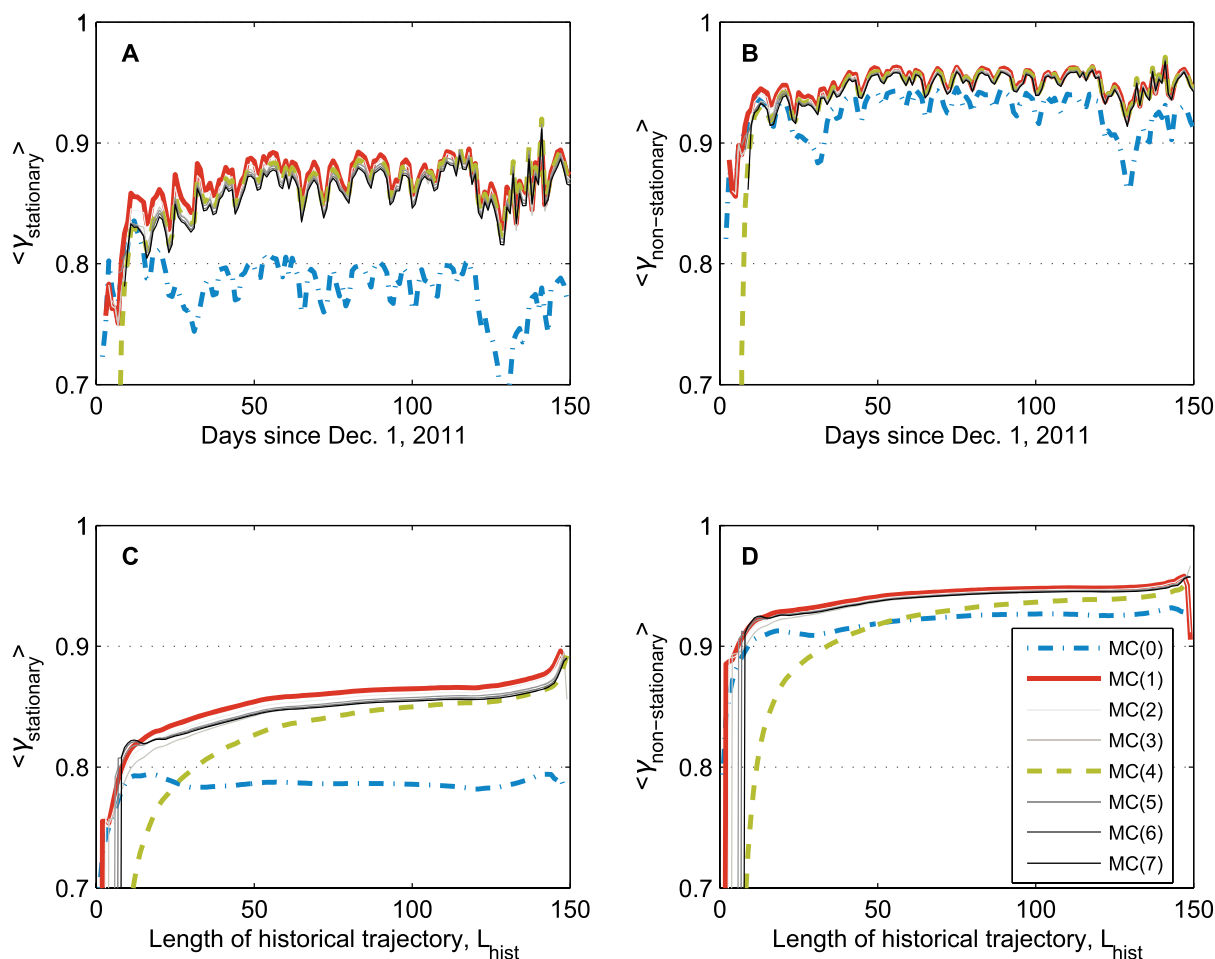 A
1
0.9
0.8
0.7
<γstationary>
0
50
100
150
Days since Dec. 1, 2011
B
1
0.9
0.8
0.7
<γnon−stationary>
0
50
100
150
Days since Dec. 1, 2011
C
1
0.9
0.8
0.7
<γstationary>
0
50
100
150
Length of historical trajectory, Lhist
D
1
0.9
0.8
0.7
<γnon−stationary>
0
50
100
150
Length of historical trajectory, Lhist
MC(0)
MC(1)
MC(2)
MC(3)
MC(4)
MC(5)
MC(6)
MC(7)